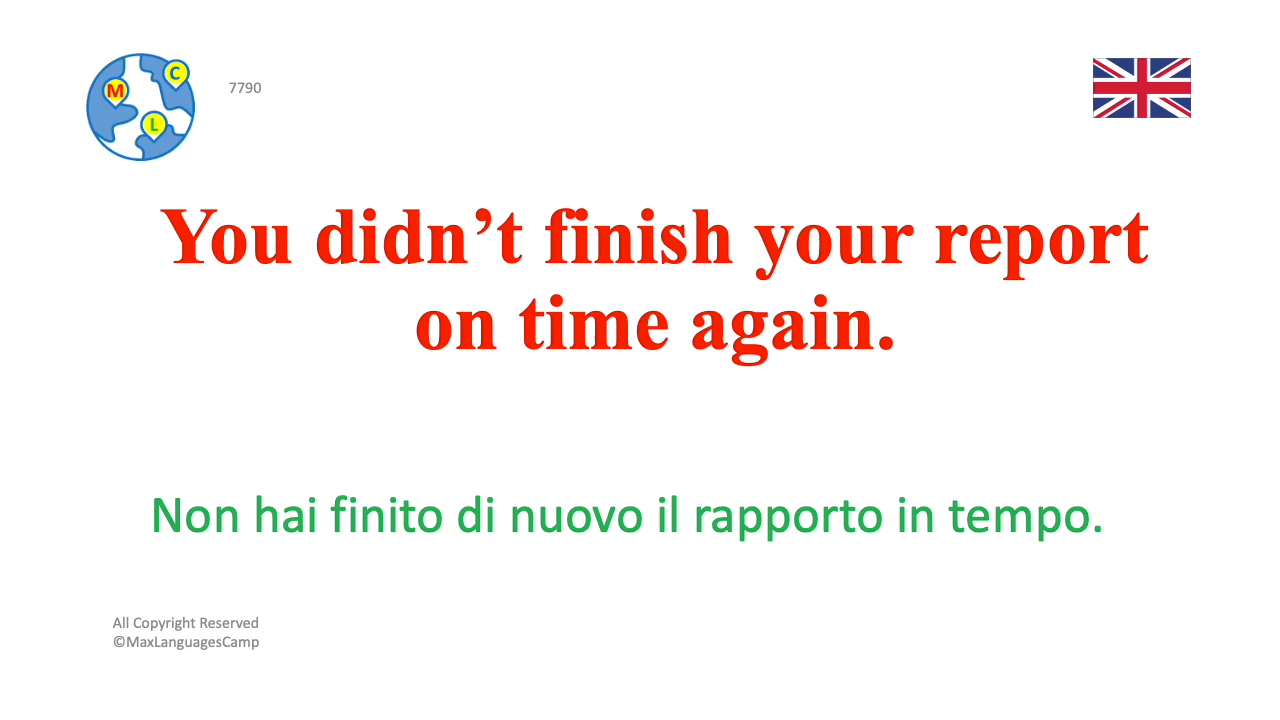 C
M
L
7790
You didn’t finish your report
on time again.
Non hai finito di nuovo il rapporto in tempo.
All Copyright Reserved
©MaxLanguagesCamp